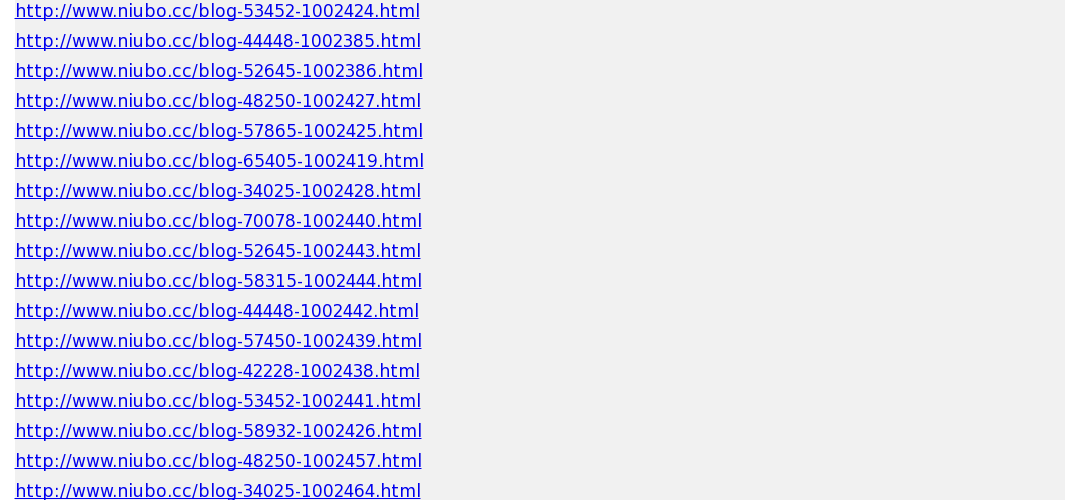 http://www.niubo.cc/blog-53452-1002424.html
http://www.niubo.cc/blog-44448-1002385.html
http://www.niubo.cc/blog-52645-1002386.html
http://www.niubo.cc/blog-48250-1002427.html
http://www.niubo.cc/blog-57865-1002425.html
http://www.niubo.cc/blog-65405-1002419.html
http://www.niubo.cc/blog-34025-1002428.html
http://www.niubo.cc/blog-70078-1002440.html
http://www.niubo.cc/blog-52645-1002443.html
http://www.niubo.cc/blog-58315-1002444.html
http://www.niubo.cc/blog-44448-1002442.html
http://www.niubo.cc/blog-57450-1002439.html
http://www.niubo.cc/blog-42228-1002438.html
http://www.niubo.cc/blog-53452-1002441.html
http://www.niubo.cc/blog-58932-1002426.html
http://www.niubo.cc/blog-48250-1002457.html
http://www.niubo.cc/blog-34025-1002464.html